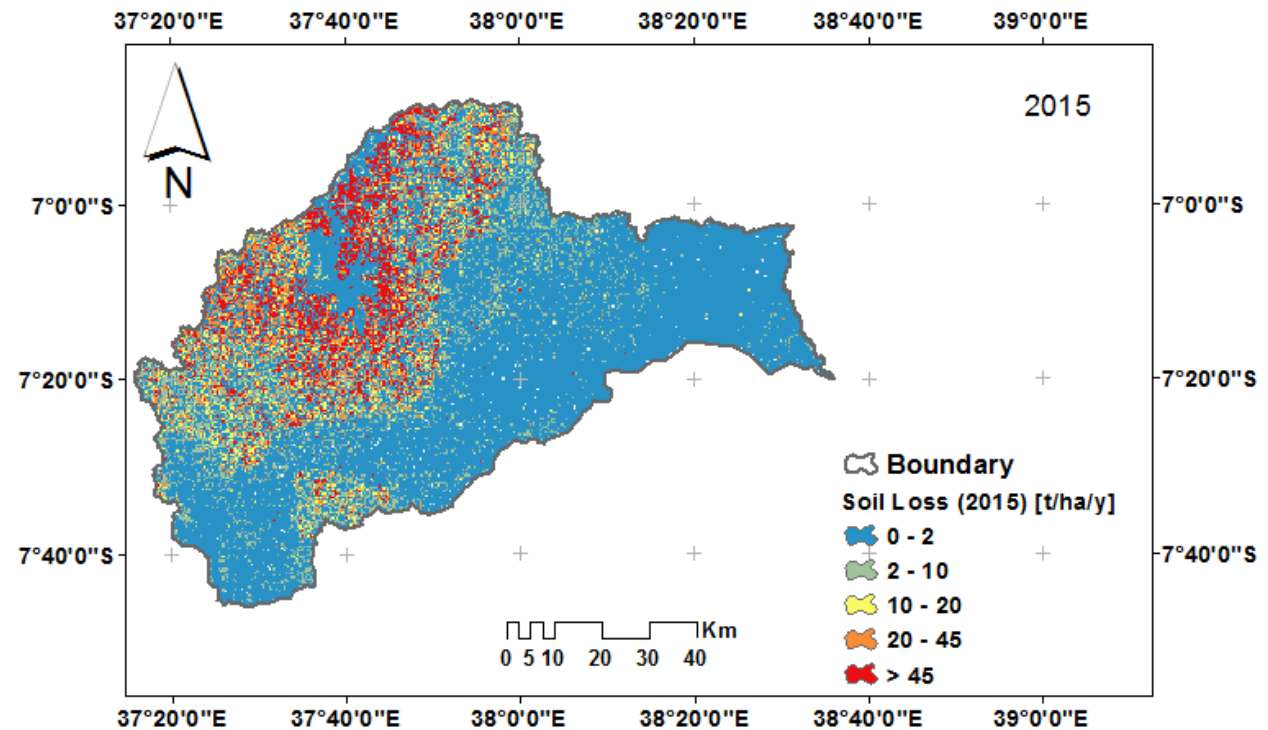 37°20'0"E 37°40'0"E 38°0'0"E 38°20'0"E 38°40'0"E 39°0'0"E
2015
N
7°0'0"S 7°0'0"S
7°20'0"S 7°20'0"S
Boundary
Soil Loss (2015) [t/ha/y]
0 - 2
7°40'0"S 7°40'0"S
2 - 10
10 - 20
Km
20 - 45
0 5 10 20 30 40
> 45
37°20'0"E 37°40'0"E 38°0'0"E 38°20'0"E 38°40'0"E 39°0'0"E